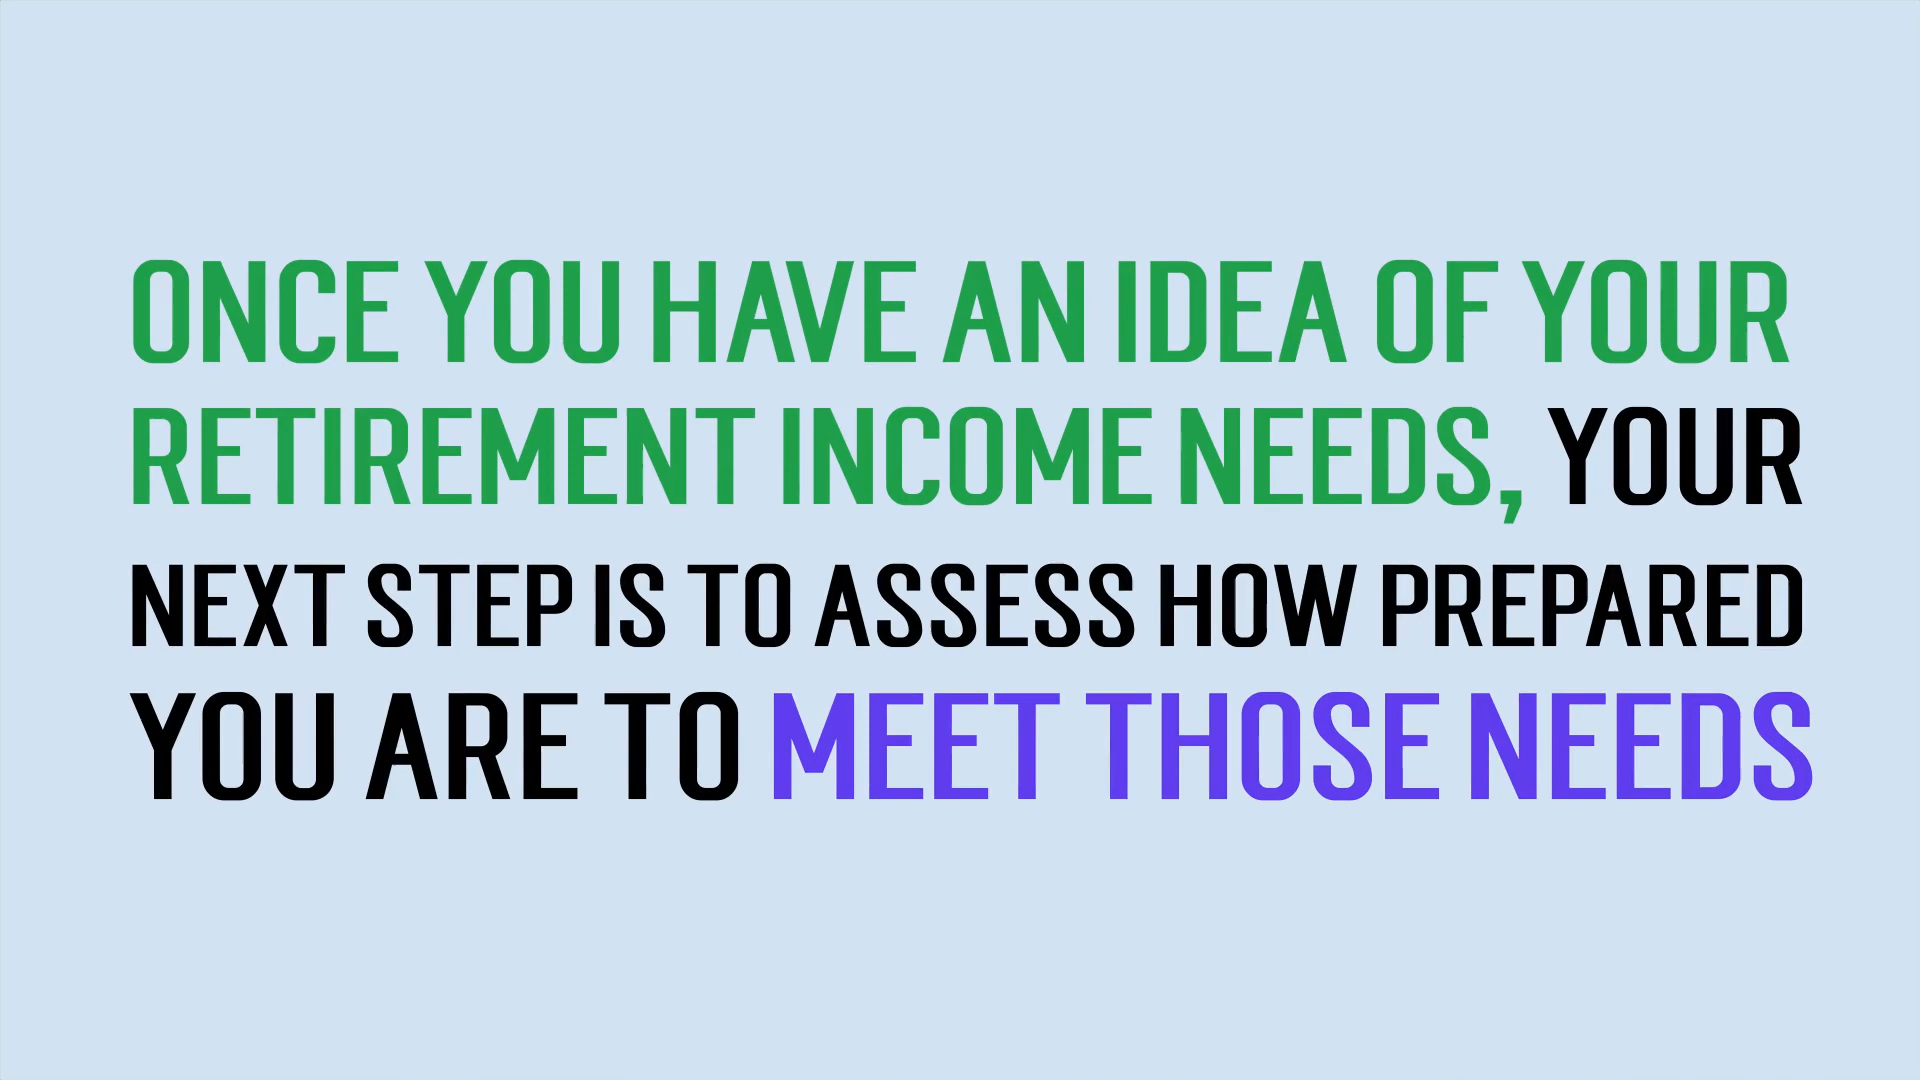 ONCE YOU HAVE AN IDEA OF YOUR
RETIREMENT INCOME NEEDS, YOUR
NEXT STEP IS TO ASSESS HOW PREPARED
YOU ARE TO MEET THOSE NEEDS